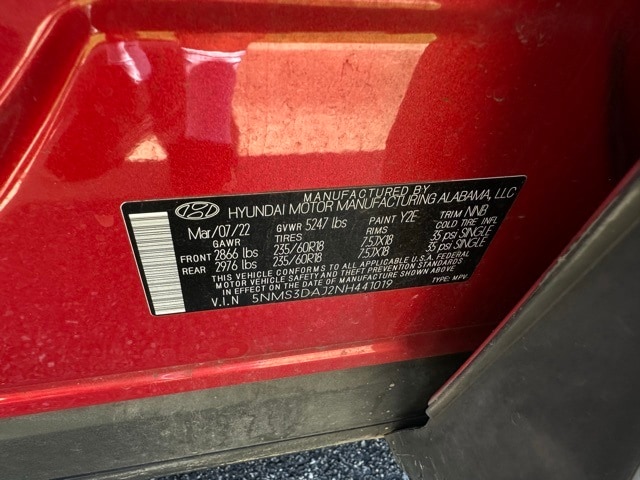 MANUFACTURED BY
HYUNDAI MOTOR MANUFACTURING ALABAMA, LLC
Mar/07/22 GVWR 5247 lbs PAINT Y2E TRIM NNB
GAWR TIRES RIMS COLD TIRE INFL
FRONT 2866 lbs 235/60R18 7.5JX18 35 psi SINGLE
REAR 2976 lbs 235/60R18 7.5JX18 35 psi SINGLE
THIS VEHICLE CONFORMS TO ALL APPLICABLE U.S.A. FEDERAL
MOTOR VEHICLE SAFETY AND THEFT PREVENTION STANDARDS
IN EFFECT ON THE DATE OF MANUFACTURE SHOWN ABOVE.
V.I.N 5NMS3DAJ2NH441019 TYPE: MPV